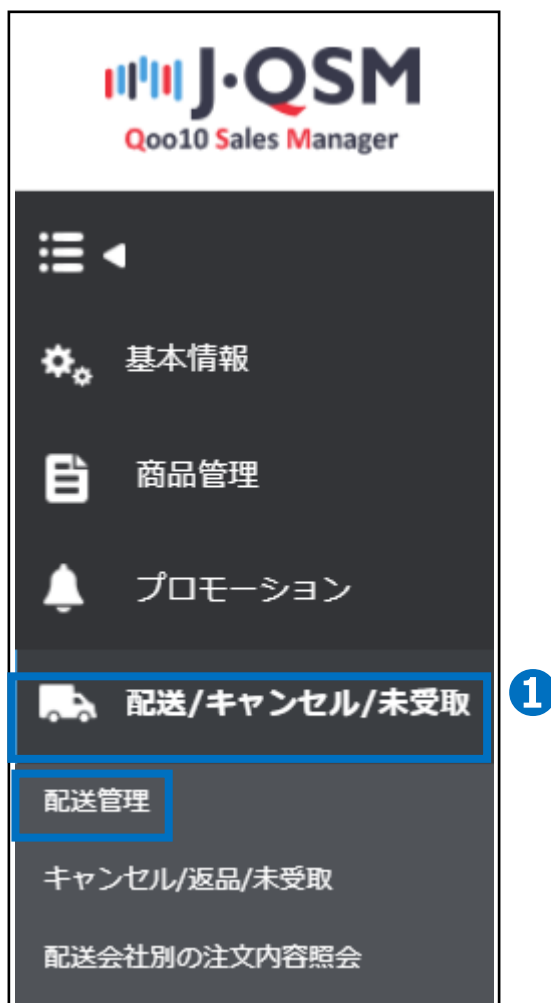 J·QSM
Qoo10 Sales Manager
基本情報
商品管理
プロモーション
配送/キャンセル/未受取
1
配送管理
キャンセル/返品/未受取
配送会社別の注文内容照会